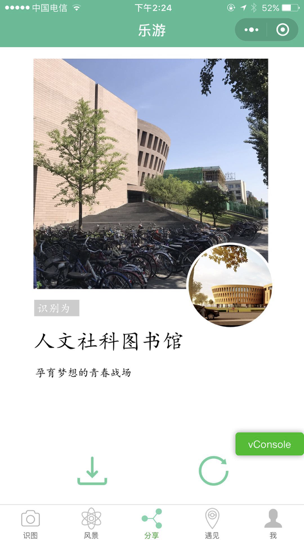 中国电信
下午2:24
52%
乐游
识别为
人文社科图书馆
孕育梦想的青春战场
vConsole
识图
风景
分享
遇见
我